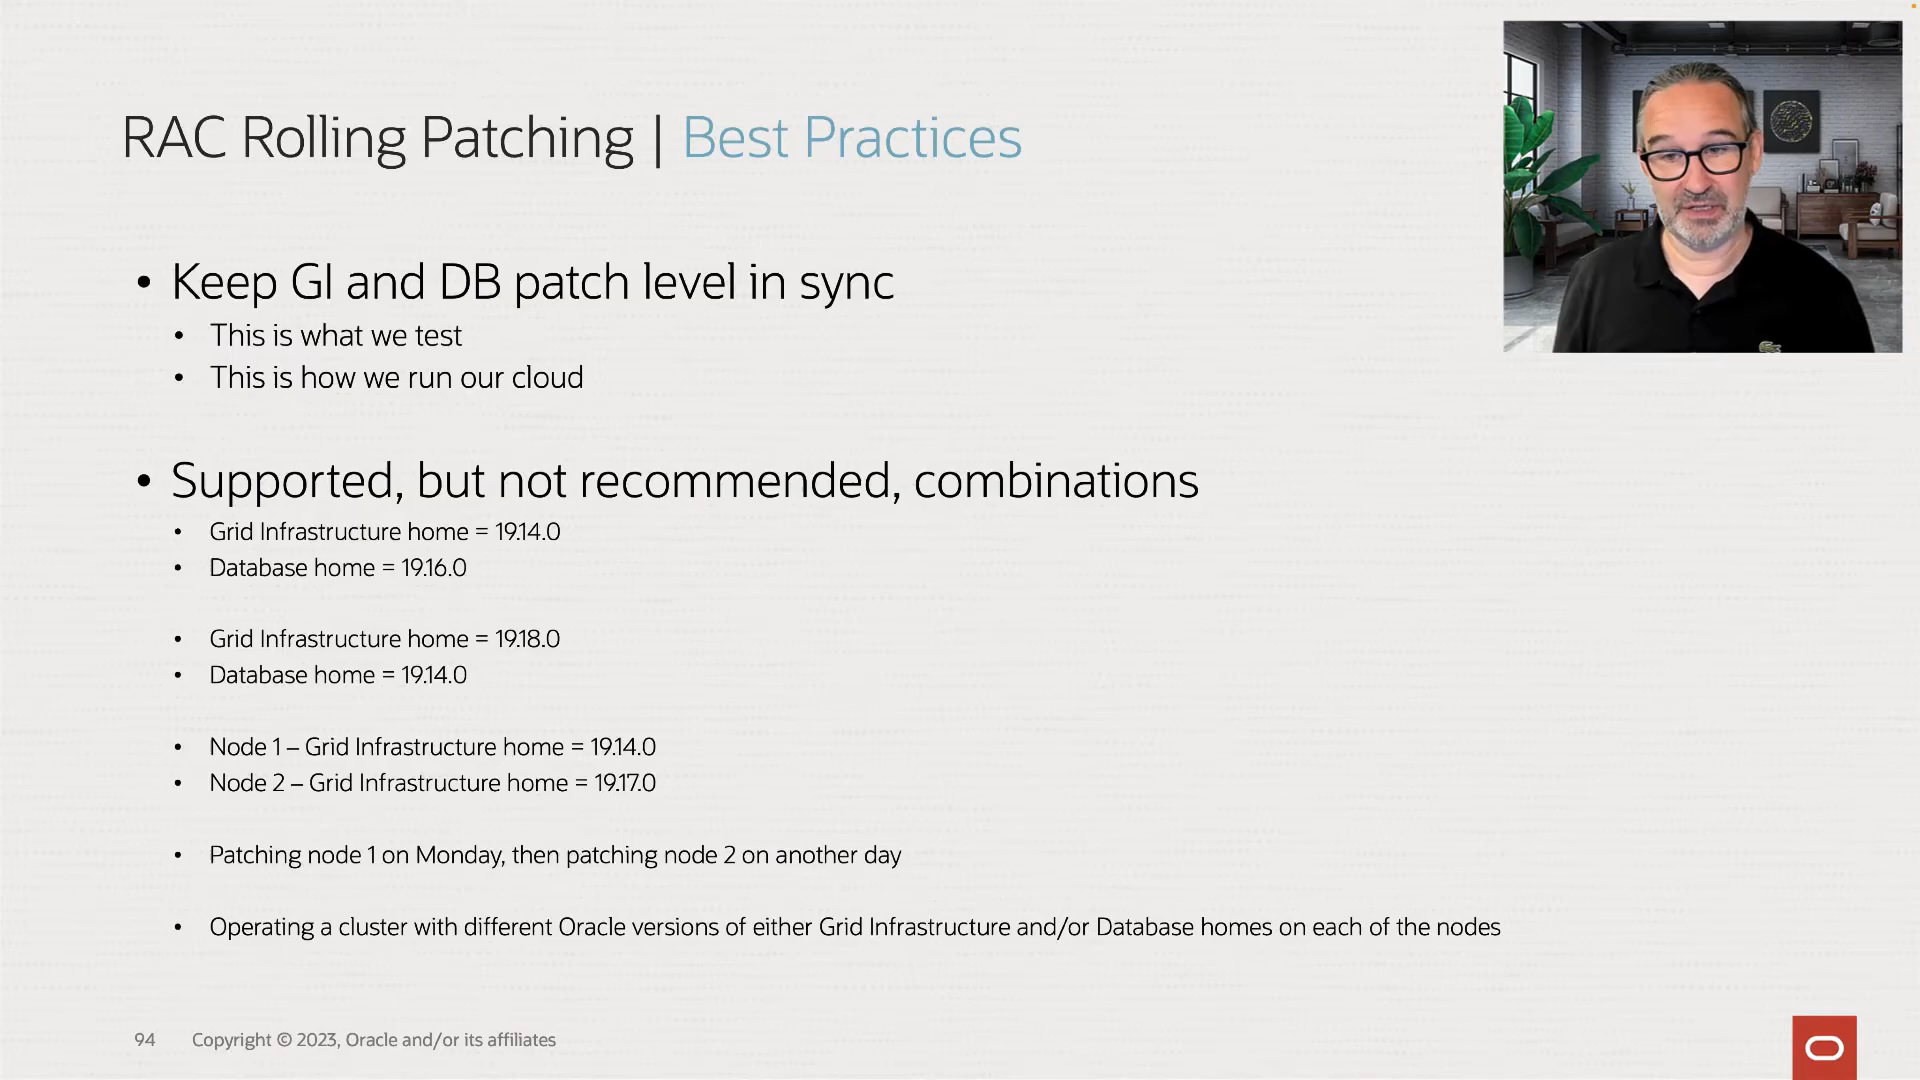 RAC Rolling Patching | Best Practices
• Keep GI and DB patch level in sync
• This is what we test
• This is how we run our cloud
• Supported, but not recommended, combinations
• Grid Infrastructure home = 19.14.0
• Database home = 19.16.0
• Grid Infrastructure home = 19.18.0
• Database home = 19.14.0
• Node 1 – Grid Infrastructure home = 19.14.0
• Node 2 – Grid Infrastructure home = 19.17.0
• Patching node 1 on Monday, then patching node 2 on another day
• Operating a cluster with different Oracle versions of either Grid Infrastructure and/or Database homes on each of the nodes
94 Copyright © 2023, Oracle and/or its affiliates